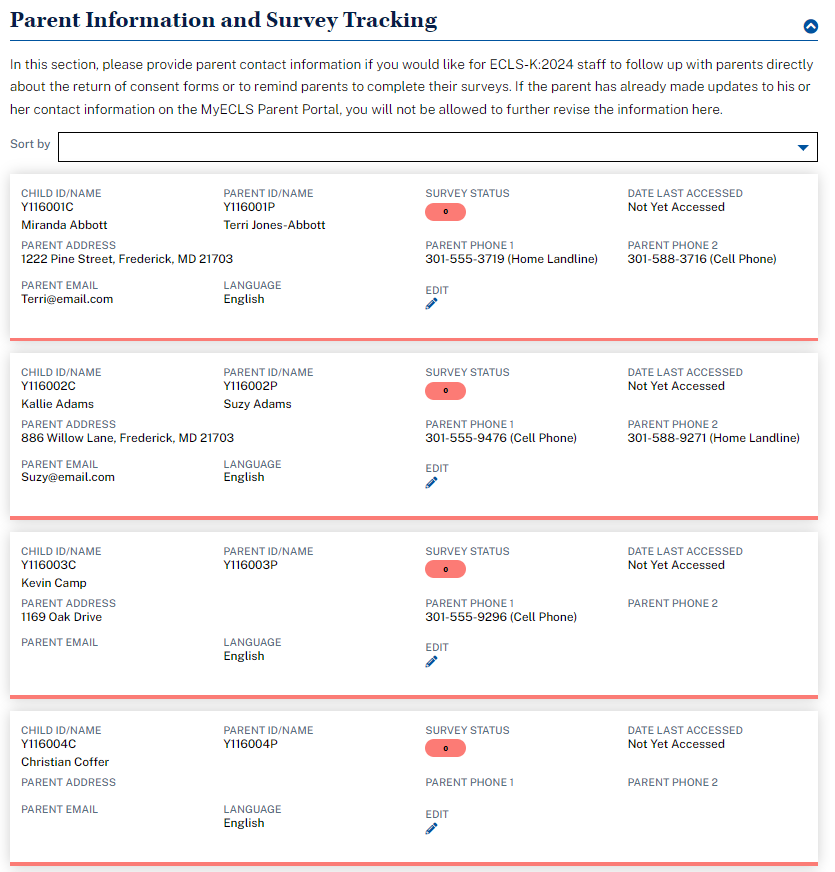 Parent Information and Survey Tracking
In this section, please provide parent contact information if you would like for ECLS-K:2024 staff to follow up with parents directly
about the return of consent forms or to remind parents to complete their surveys. If the parent has already made updates to his or
her contact information on the MyECLS Parent Portal, you will not be allowed to further revise the information here.
Sort by
CHILD ID/NAME PARENT ID/NAME SURVEY STATUS DATE LAST ACCESSED
Y116001C Y116001P 0 Not Yet Accessed
Miranda Abbott Terri Jones-Abbott
PARENT ADDRESS PARENT PHONE 1 PARENT PHONE 2
1222 Pine Street, Frederick, MD 21703 301-555-3719 (Home Landline) 301-588-3716 (Cell Phone)
PARENT EMAIL LANGUAGE EDIT
Terri@email.com English
CHILD ID/NAME PARENT ID/NAME SURVEY STATUS DATE LAST ACCESSED
Y116002C Y116002P 0 Not Yet Accessed
Kallie Adams Suzy Adams
PARENT ADDRESS PARENT PHONE 1 PARENT PHONE 2
886 Willow Lane, Frederick, MD 21703 301-555-9476 (Cell Phone) 301-588-9271 (Home Landline)
PARENT EMAIL LANGUAGE EDIT
Suzy@email.com English
CHILD ID/NAME PARENT ID/NAME SURVEY STATUS DATE LAST ACCESSED
Y116003C Y116003P 0 Not Yet Accessed
Kevin Camp
PARENT ADDRESS PARENT PHONE 1 PARENT PHONE 2
1169 Oak Drive 301-555-9296 (Cell Phone)
PARENT EMAIL LANGUAGE EDIT
English
CHILD ID/NAME PARENT ID/NAME SURVEY STATUS DATE LAST ACCESSED
Y116004C Y116004P 0 Not Yet Accessed
Christian Coffer
PARENT ADDRESS PARENT PHONE 1 PARENT PHONE 2
PARENT EMAIL LANGUAGE EDIT
English